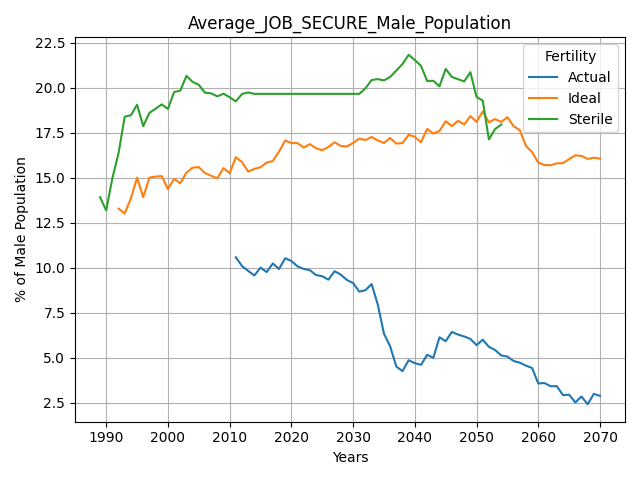 Average_JOB_SECURE_Male_Population
% of Male Population
22.5
20.0
17.5
15.0
12.5
10.0
7.5
5.0
2.5
Fertility
Actual
Ideal
Sterile
1990 2000 2010 2020 2030 2040 2050 2060 2070
Years